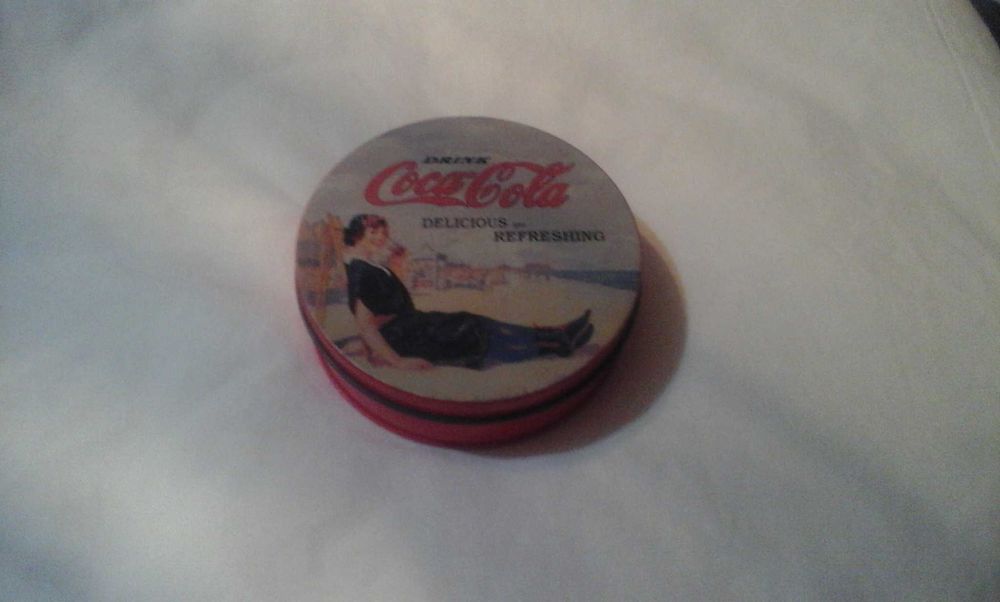 DRINK
Coca-Cola
DELICIOUS
REFRESHING